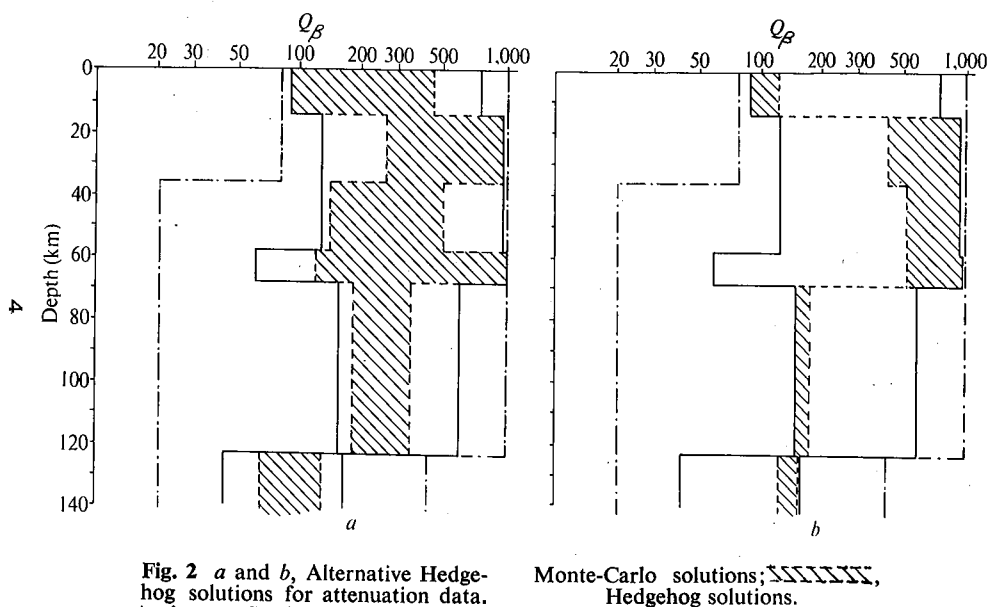 Qβ
20 30 50 100 200 300 500 1,000
0
20
40
60
80
100
120
140
Depth (km)
4
a
Qβ
20 30 50 100 200 300 500 1,000
b
Fig. 2 a and b, Alternative Hedge-
hog solutions for attenuation data.
Monte-Carlo solutions;
Hedgehog solutions.